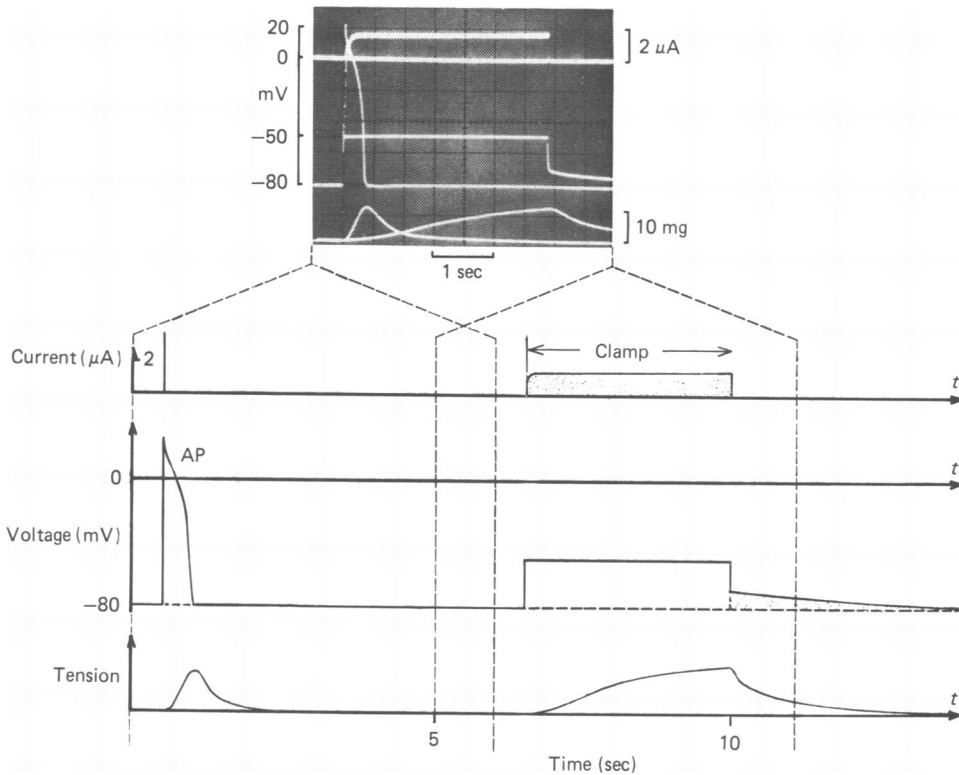 20
0
mV
−50
−80
2 μA
10 mg
1 sec
Current (μA)
2
Clamp
t
AP
0
t
Voltage (mV)
−80
Tension
t
5
10
Time (sec)